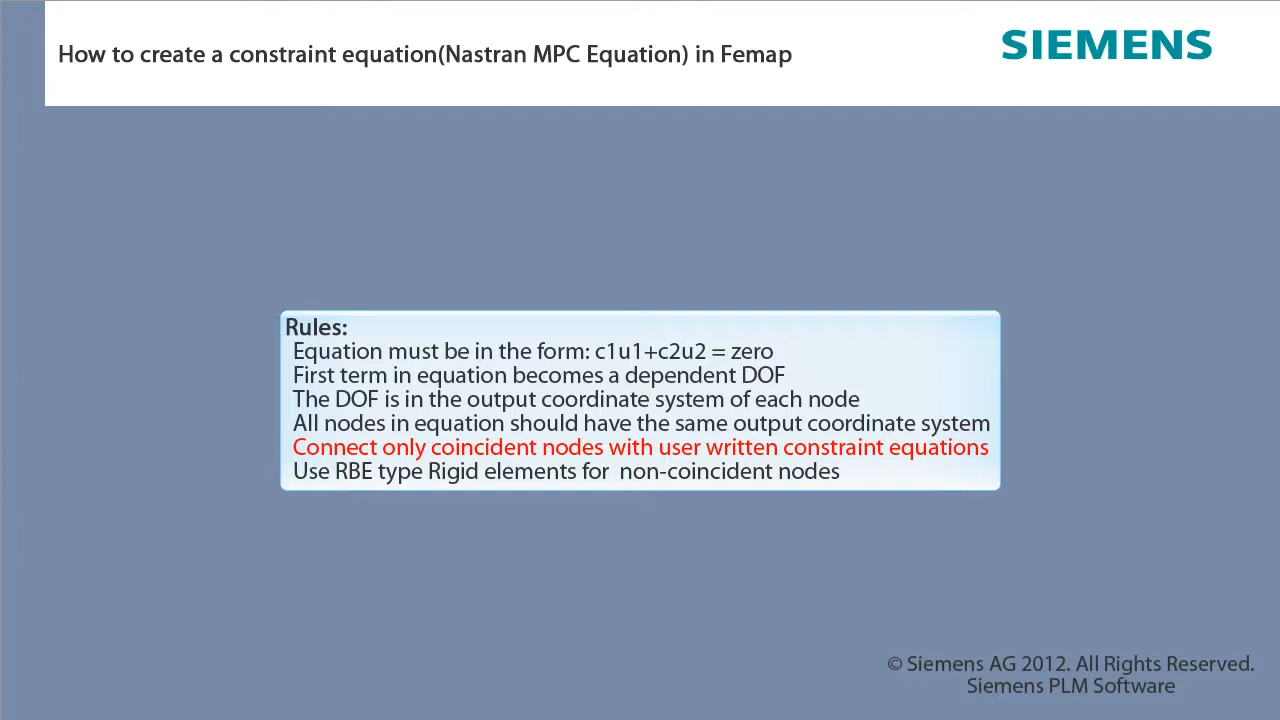 How to create a constraint equation(Nastran MPC Equation) in Femap
SIEMENS
Rules:
Equation must be in the form: c1u1+c2u2 = zero
First term in equation becomes a dependent DOF
The DOF is in the output coordinate system of each node
All nodes in equation should have the same output coordinate system
Connect only coincident nodes with user written constraint equations
Use RBE type Rigid elements for  non-coincident nodes
© Siemens AG 2012. All Rights Reserved.
Siemens PLM Software